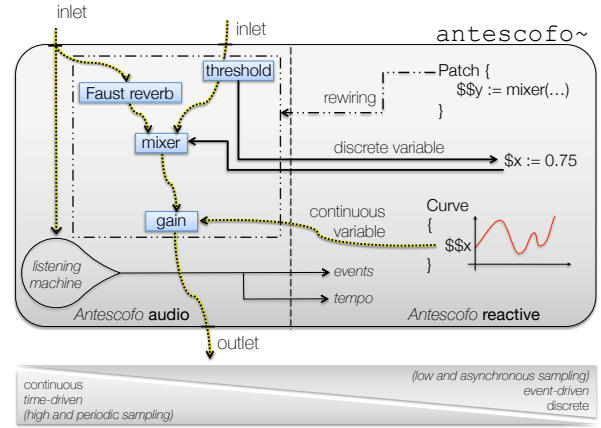 inlet
inlet
antescofo~
threshold
Patch {
Faust reverb
$$y := mixer(…)
rewiring
}
mixer
discrete variable
$x := 0.75
Curve
continuous
variable
{
gain
$$x
}
listening
machine
events
tempo
Antescofo audio
Antescofo reactive
outlet
(low and asynchronous sampling)
continuous
event-driven
time-driven
discrete
(high and periodic sampling)